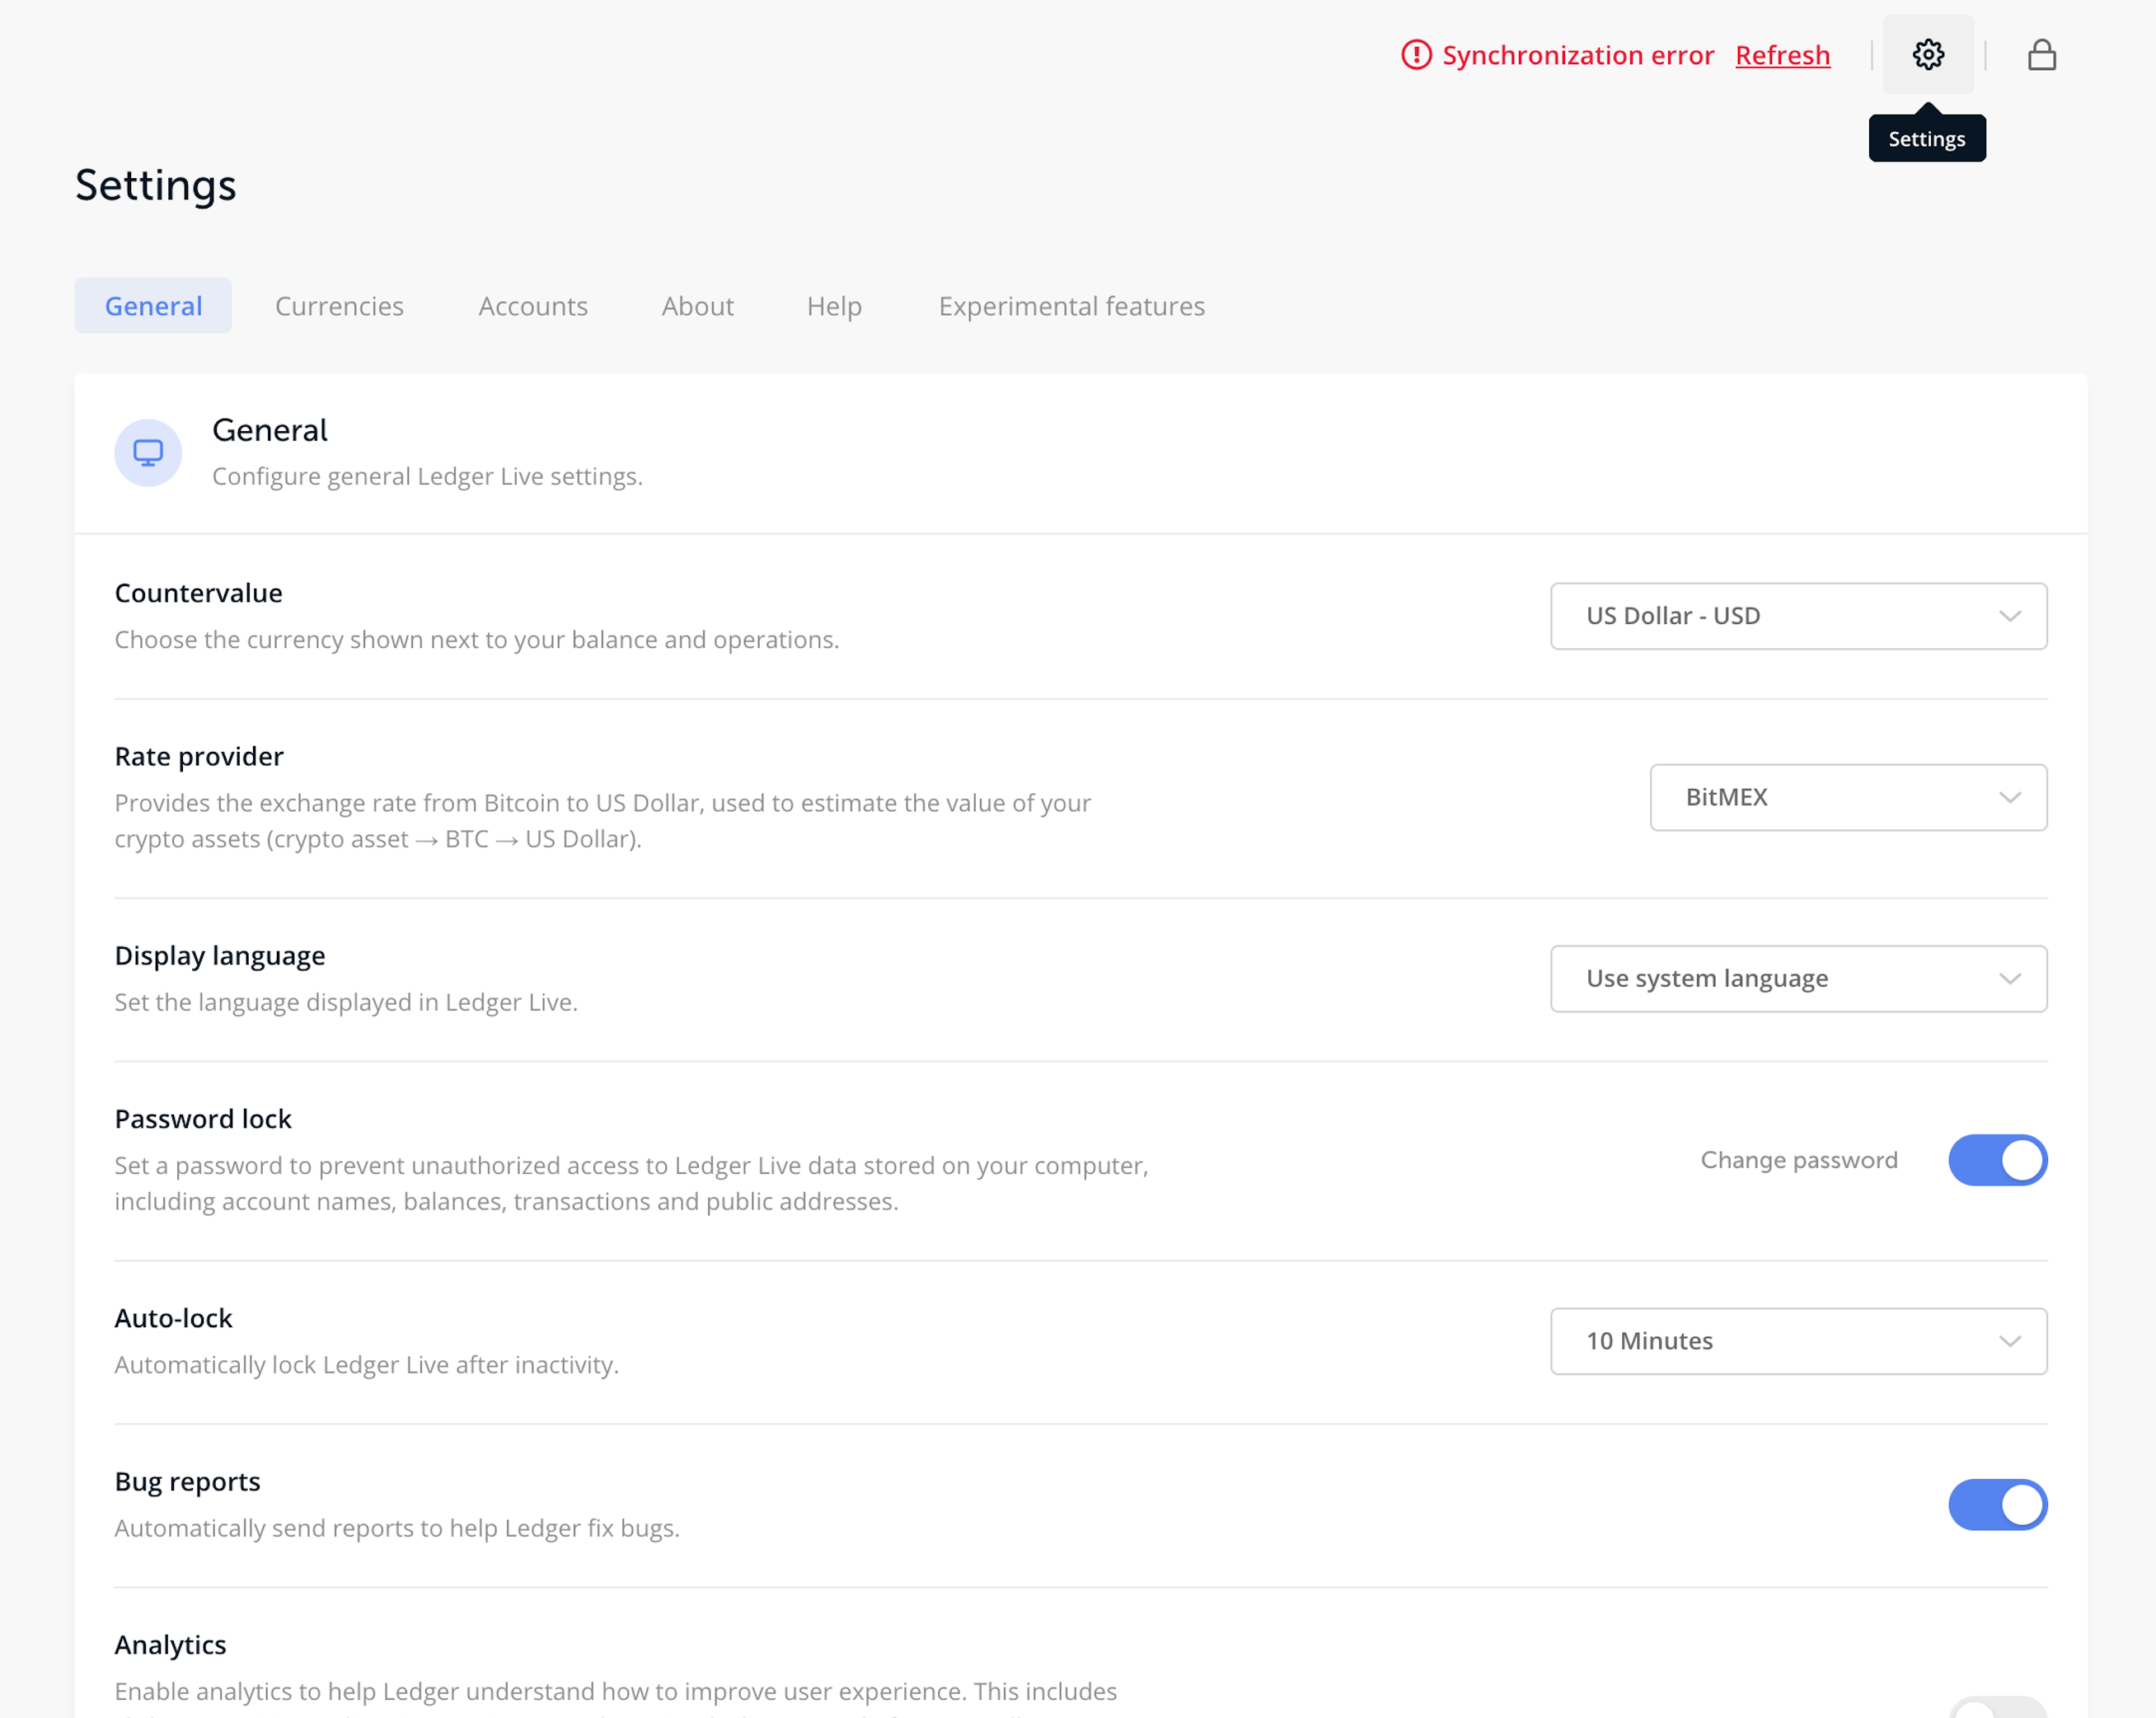 Synchronization error Refresh
Settings
Settings
General Currencies Accounts About Help Experimental features
General
Configure general Ledger Live settings.
Countervalue
Choose the currency shown next to your balance and operations.
US Dollar - USD
Rate provider
Provides the exchange rate from Bitcoin to US Dollar, used to estimate the value of your
crypto assets (crypto asset → BTC → US Dollar).
BitMEX
Display language
Set the language displayed in Ledger Live.
Use system language
Password lock
Set a password to prevent unauthorized access to Ledger Live data stored on your computer,
including account names, balances, transactions and public addresses.
Change password
Auto-lock
Automatically lock Ledger Live after inactivity.
10 Minutes
Bug reports
Automatically send reports to help Ledger fix bugs.
Analytics
Enable analytics to help Ledger understand how to improve user experience. This includes